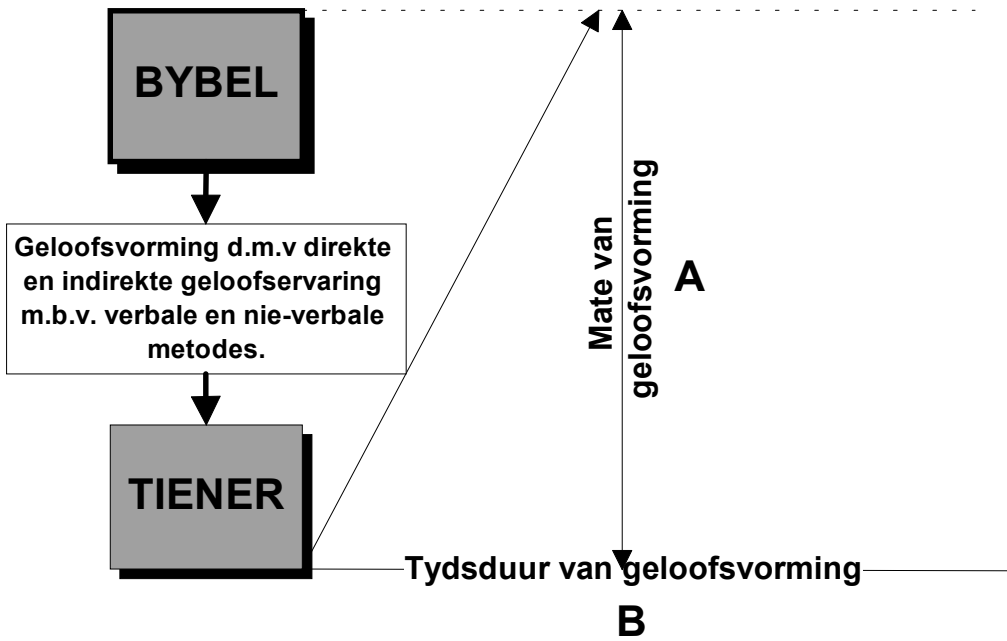 BYBEL
Geloofsvorming d.m.v direkte
en indirekte geloofservaring
m.b.v. verbale en nie-verbale
metodes.
TIENER
Mate van
geloofsvorming
A
Tydsduur van geloofsvorming
B